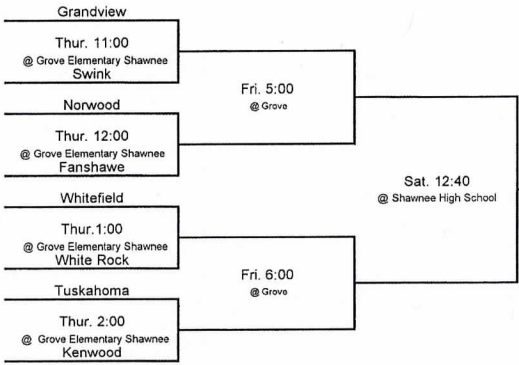 Grandview
Thur. 11:00
@ Grove Elementary Shawnee
Swink
Norwood
Thur. 12:00
@ Grove Elementary Shawnee
Fanshawe
Whitefield
Thur.1:00
@ Grove Elementary Shawnee
White Rock
Tuskahoma
Thur. 2:00
@ Grove Elementary Shawnee
Kenwood
Fri. 5:00
@ Grove
Fri. 6:00
@ Grove
Sat. 12:40
@ Shawnee High School